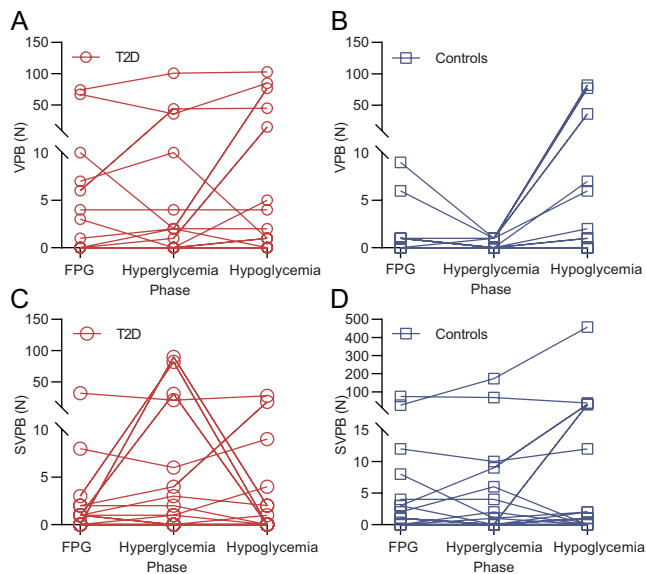 A
T2D
VPB (N)
150
100
50
10
5
0
FPG
Hyperglycemia
Hypoglycemia
Phase
B
Controls
VPB (N)
150
100
50
10
5
0
FPG
Hyperglycemia
Hypoglycemia
Phase
C
T2D
SVPB (N)
150
100
50
10
5
0
FPG
Hyperglycemia
Hypoglycemia
Phase
D
Controls
SVPB (N)
500
400
300
200
100
15
10
5
0
FPG
Hyperglycemia
Hypoglycemia
Phase